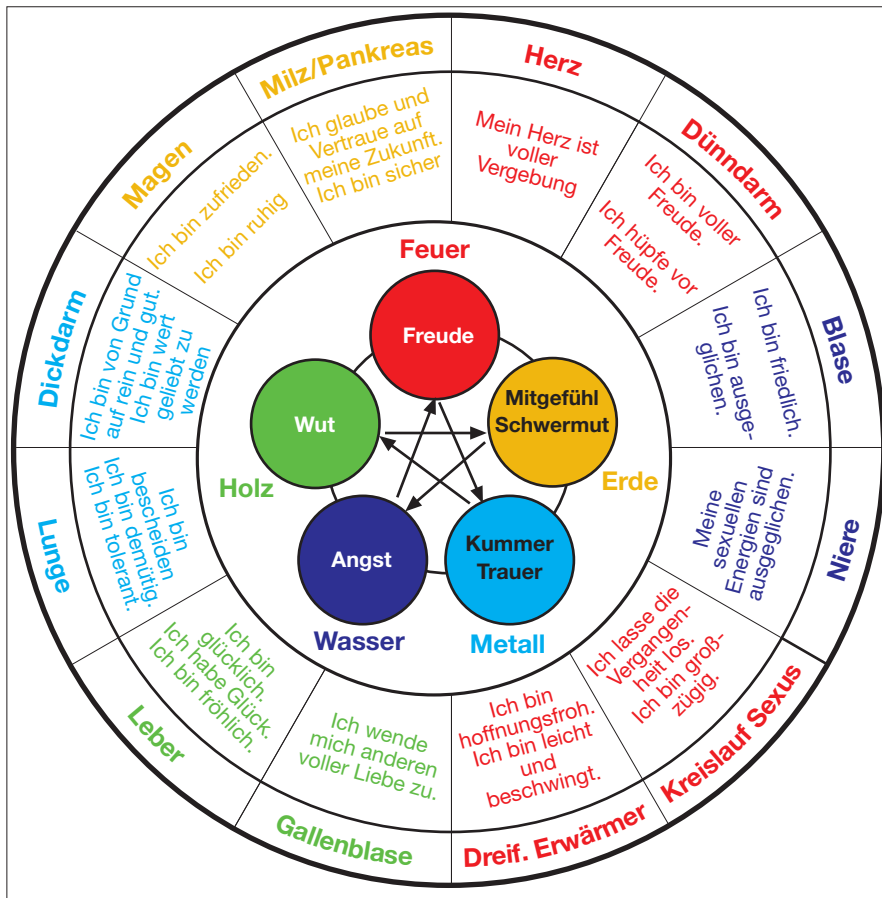 Herz
Mein Herz ist
voller
Vergebung
Dünndarm
Ich bin voller
Freude.
Ich hüpfe vor
Freude.
Blase
Ich bin friedlich.
Ich bin ausge-
glichen.
Niere
Meine
sexuellen
Energien sind
ausgeglichen.
Kreislauf Sexus
Ich lasse die
Vergangen-
heit los.
Ich bin groß-
zügig.
Dreif. Erwärmer
Ich bin
hoffnungsfroh.
Ich bin leicht
und
beschwingt.
Gallenblase
Ich wende
mich anderen
voller Liebe zu.
Leber
Ich bin
glücklich.
Ich habe Glück.
Ich bin fröhlich.
Lunge
Ich bin
bescheiden
Ich bin demütig.
Ich bin tolerant.
Dickdarm
Ich bin von Grund
auf rein und gut.
Ich bin wert
geliebt zu
werden
Magen
Ich bin zufrieden.
Ich bin ruhig
Milz/Pankreas
Ich glaube und
Vertraue auf
meine Zukunft.
Ich bin sicher
Feuer
Freude
Mitgefühl
Schwermut
Erde
Kummer
Trauer
Metall
Angst
Wasser
Wut
Holz